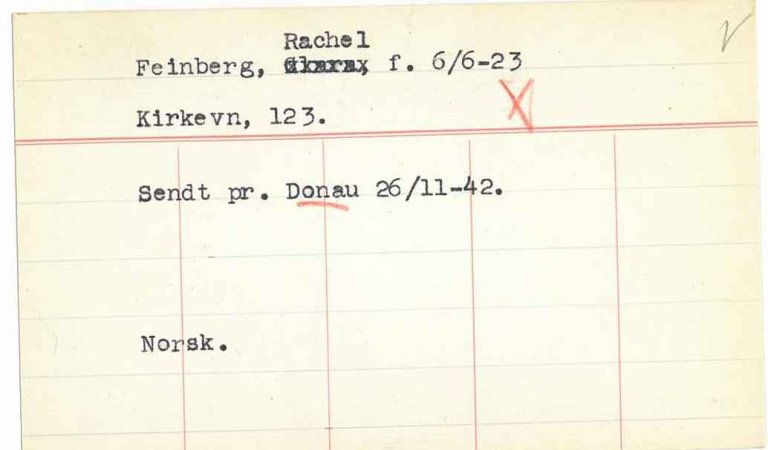 Rachel
Feinberg, f. 6/6-23
Kirkevn, 123.
Sendt pr. Donau 26/11-42.
Norsk.